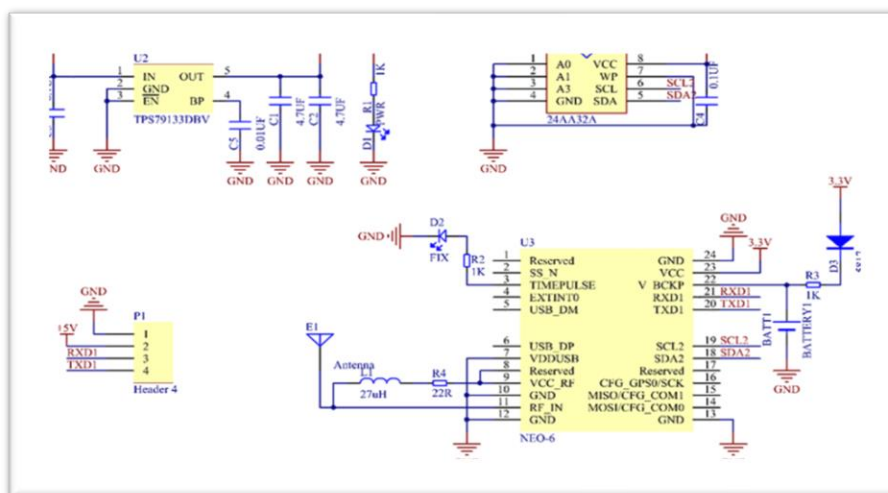 U2
1 IN OUT 5
2 GND
3 EN BP 4
TPS79133DBV
C5
0.01UF
C1
4.7UF
C2
4.7UF
1K
R1
PWR
D1
ND
GND
GND
GND
GND
GND
1 A0 VCC 8
2 A1 WP 7
3 A3 SCL 6 SCL2
4 GND SDA 5 SDA2
24AA32A
0.1UF
C4
GND
3.3V
GND
3.3V
D3
R3
1K
GND
D2
FIX
R2
1K
U3
1 Reserved GND 24
2 SS_N VCC 23
3 TIMEPULSE V_BCKP 22
4 EXTINT0 RXD1 21 RXD1
5 USB_DM TXD1 20 TXD1
6 USB_DP SCL2 19 SCL2
7 VDDUSB SDA2 18 SDA2
8 Reserved Reserved 17
9 VCC_RF CFG_GPS0/SCK 16
10 GND MISO/CFG_COM1 15
11 RF_IN MOSI/CFG_COM0 14
12 GND GND 13
NEO-6
BATT1
BATTERY1
GND
GND
P1
+5V
RXD1
TXD1
1
2
3
4
Header 4
E1
Antenna
L1
27uH
R4
22R